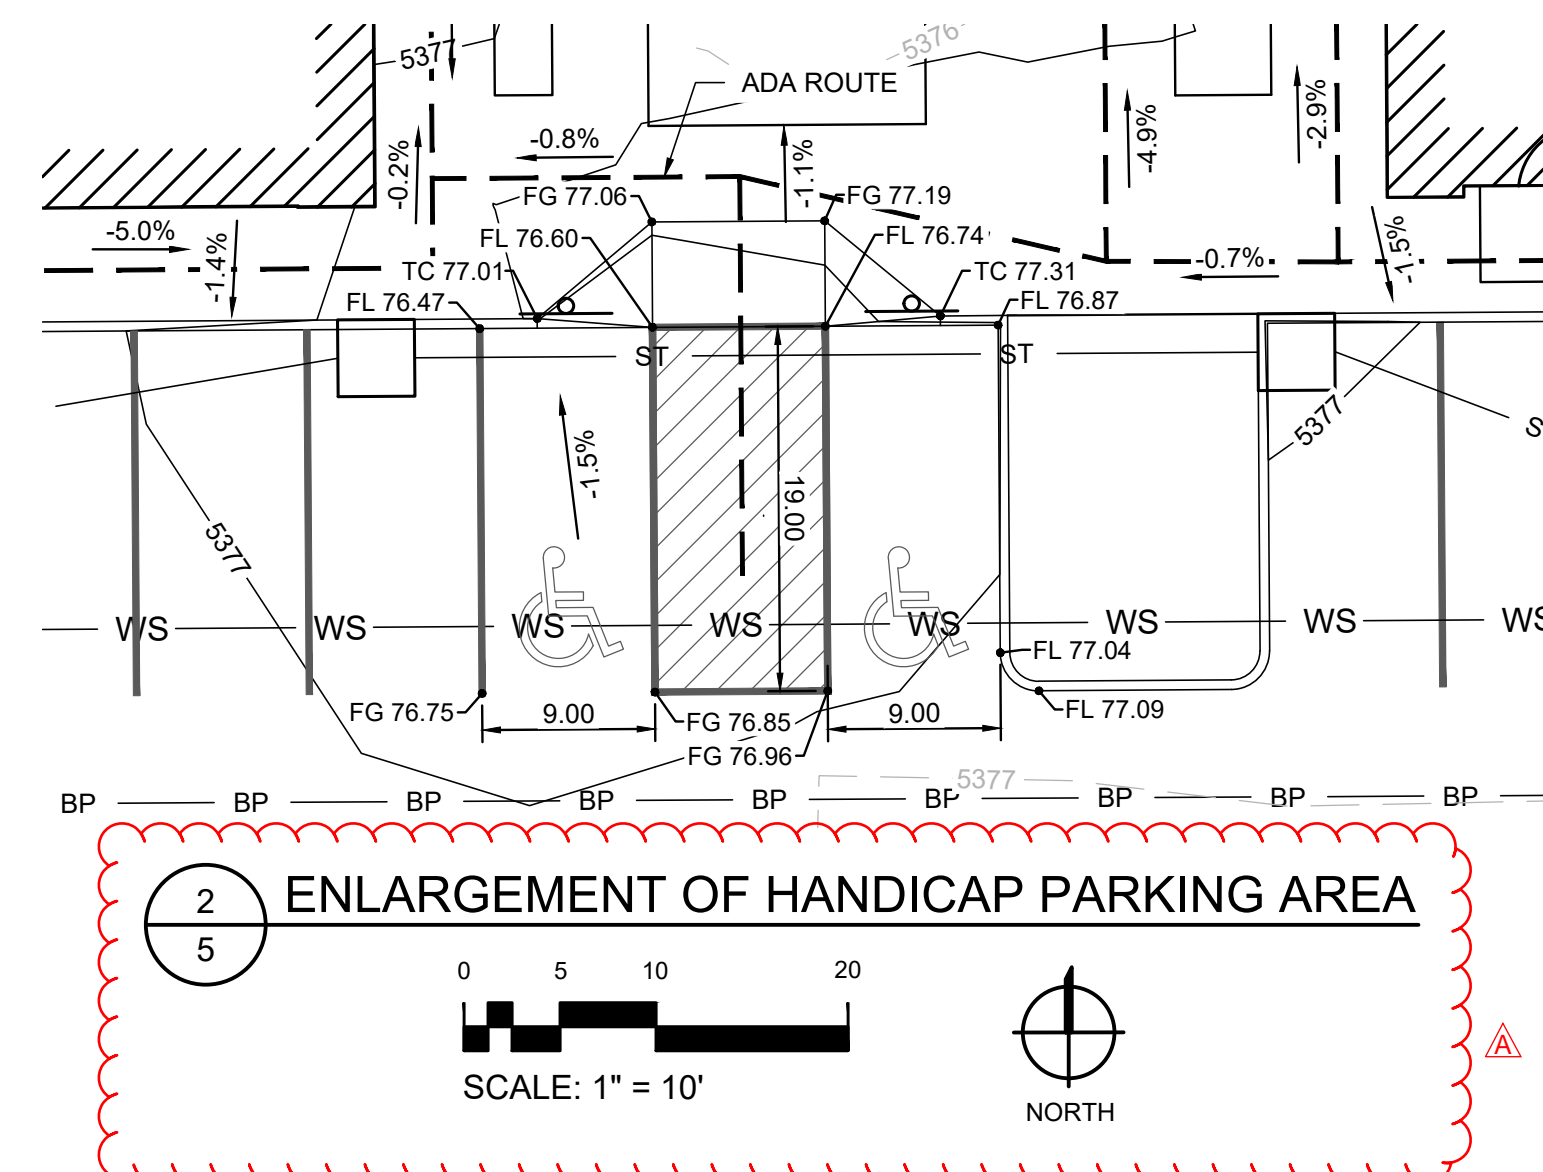 5377
5376
ADA ROUTE
-0.8%
-0.2%
-1.1%
-4.9%
-2.9%
FG 77.06
FG 77.19
-5.0%
-1.4%
FL 76.60
FL 76.74
-0.7%
-1.5%
TC 77.01
TC 77.31
FL 76.47
FL 76.87
ST
ST
5377
S
-1.5%
19.00
5377
WS
WS
WS
WS
WS
WS
WS
WS
FL 77.04
FG 76.75
9.00
FG 76.85
9.00
FL 77.09
FG 76.96
5377
BP
BP
BP
BP
BP
BP
BP
BP
BP
2
5
ENLARGEMENT OF HANDICAP PARKING AREA
0 5 10 20
SCALE: 1" = 10'
NORTH
A